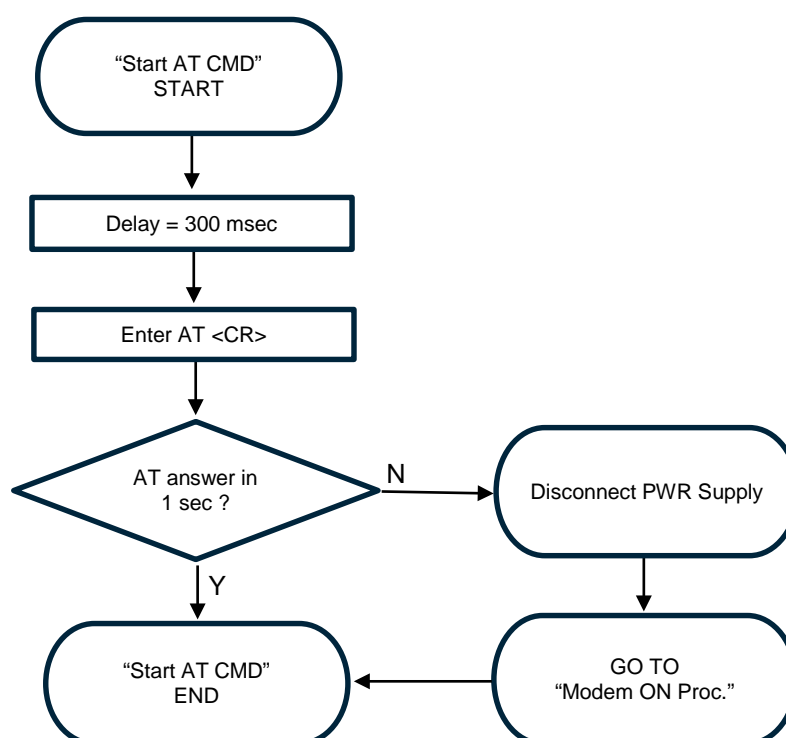 “Start AT CMD”
START
Delay = 300 msec
Enter AT <CR>
AT answer in
1 sec ?
N
Disconnect PWR Supply
Y
“Start AT CMD”
END
GO TO
“Modem ON Proc.”